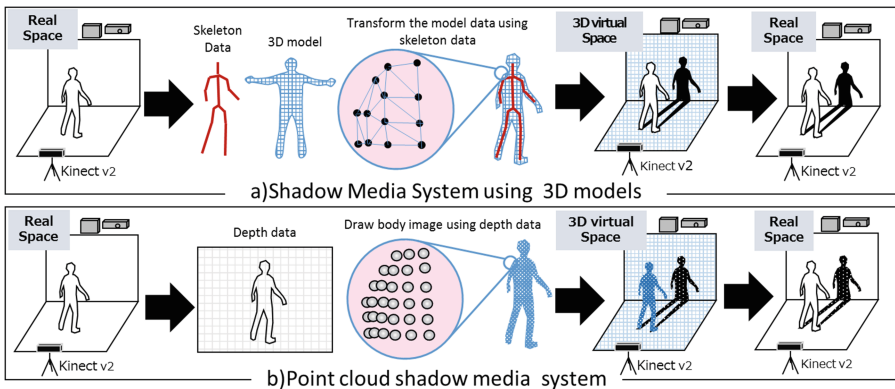 Real
Space
Kinect v2
Skeleton
Data
3D model
Transform the model data using
skeleton data
3D virtual
Space
Kinect v2
Real
Space
Kinect v2
a)Shadow Media System using 3D models
Real
Space
Kinect v2
Depth data
Draw body image using depth data
3D virtual
Space
Kinect v2
Real
Space
Kinect v2
b)Point cloud shadow media system